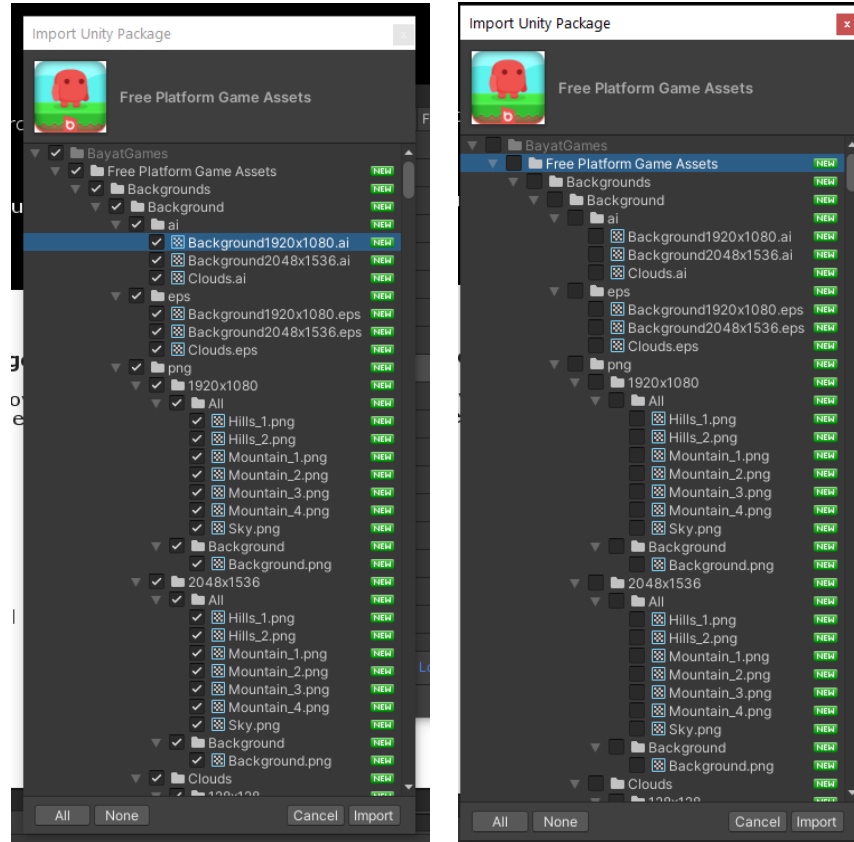 Import Unity Package
x
Free Platform Game Assets
BayatGames
Free Platform Game Assets NEW
Backgrounds NEW
Background NEW
ai NEW
Background1920x1080.ai NEW
Background2048x1536.ai NEW
Clouds.ai NEW
eps NEW
Background1920x1080.eps NEW
Background2048x1536.eps NEW
Clouds.eps NEW
png NEW
1920x1080 NEW
All NEW
Hills_1.png NEW
Hills_2.png NEW
Mountain_1.png NEW
Mountain_2.png NEW
Mountain_3.png NEW
Mountain_4.png NEW
Sky.png NEW
Background NEW
Background.png NEW
2048x1536 NEW
All NEW
Hills_1.png NEW
Hills_2.png NEW
Mountain_1.png NEW
Mountain_2.png NEW
Mountain_3.png NEW
Mountain_4.png NEW
Sky.png NEW
Background NEW
Background.png NEW
Clouds NEW
128x128 NEW
All None Cancel Import
Import Unity Package
x
Free Platform Game Assets
BayatGames
Free Platform Game Assets NEW
Backgrounds NEW
Background NEW
ai NEW
Background1920x1080.ai NEW
Background2048x1536.ai NEW
Clouds.ai NEW
eps NEW
Background1920x1080.eps NEW
Background2048x1536.eps NEW
Clouds.eps NEW
png NEW
1920x1080 NEW
All NEW
Hills_1.png NEW
Hills_2.png NEW
Mountain_1.png NEW
Mountain_2.png NEW
Mountain_3.png NEW
Mountain_4.png NEW
Sky.png NEW
Background NEW
Background.png NEW
2048x1536 NEW
All NEW
Hills_1.png NEW
Hills_2.png NEW
Mountain_1.png NEW
Mountain_2.png NEW
Mountain_3.png NEW
Mountain_4.png NEW
Sky.png NEW
Background NEW
Background.png NEW
Clouds NEW
128x128 NEW
All None Cancel Import